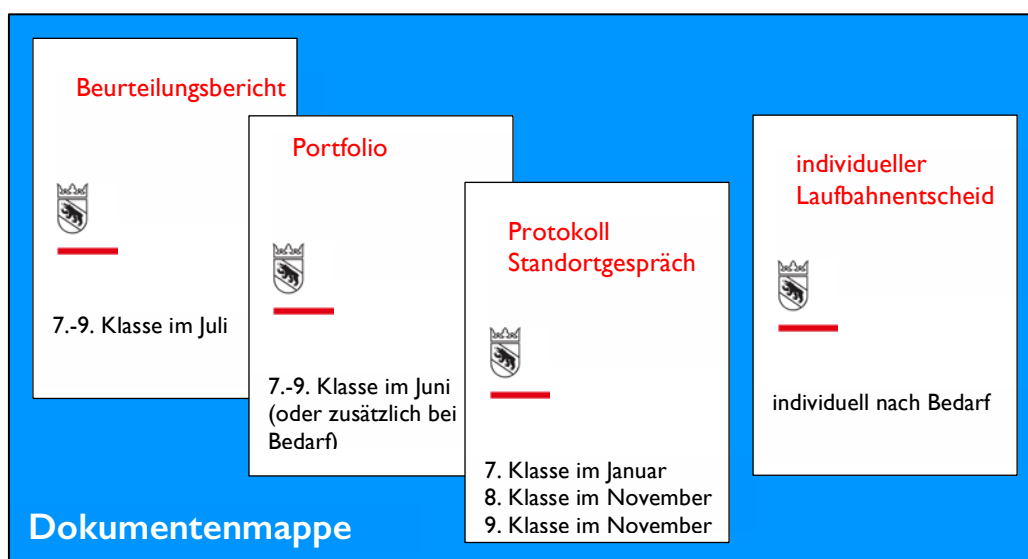 Beurteilungsbericht
7.-9. Klasse im Juli
Portfolio
7.-9. Klasse im Juni
(oder zusätzlich bei
Bedarf)
Protokoll
Standortgespräch
7. Klasse im Januar
8. Klasse im November
9. Klasse im November
individueller
Laufbahnentscheid
individuell nach Bedarf
Dokumentenmappe